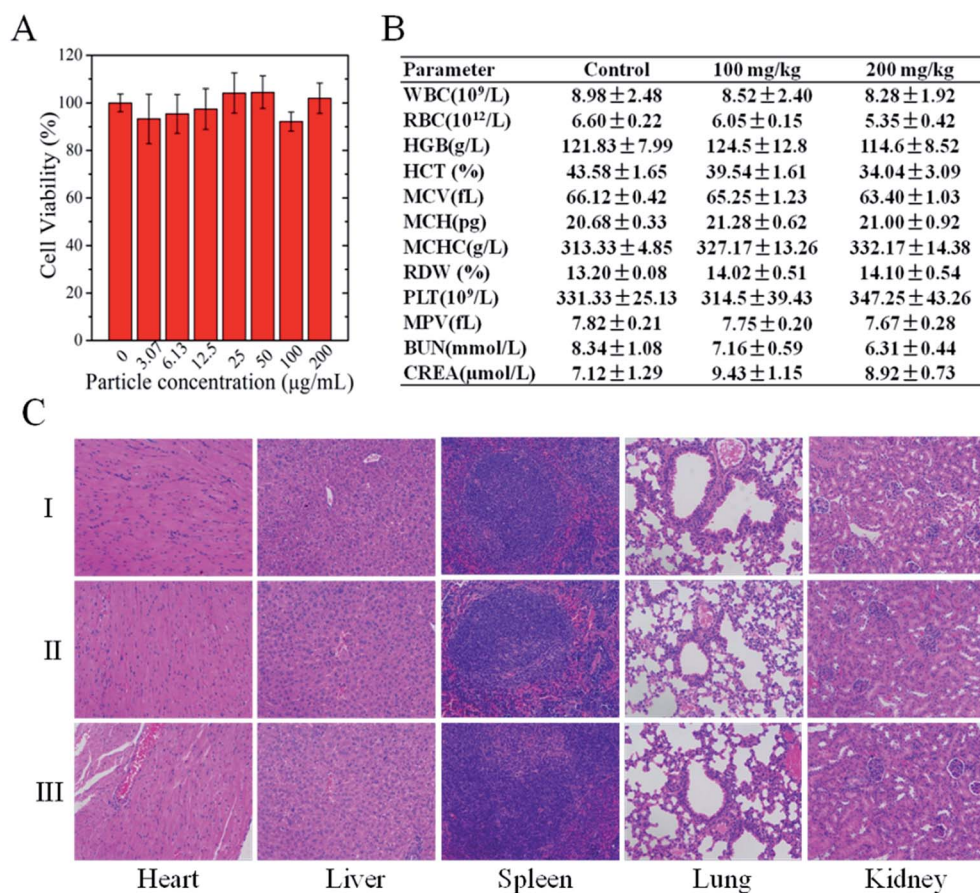 A
120
100
80
60
40
20
0
Cell Viability (%)
0 3.07 6.13 12.5 25 50 100 200
Particle concentration (μg/mL)
B
Parameter Control 100 mg/kg 200 mg/kg
WBC(10⁹/L) 8.98±2.48 8.52±2.40 8.28±1.92
RBC(10¹²/L) 6.60±0.22 6.05±0.15 5.35±0.42
HGB(g/L) 121.83±7.99 124.5±12.8 114.6±8.52
HCT (%) 43.58±1.65 39.54±1.61 34.04±3.09
MCV(fL) 66.12±0.42 65.25±1.23 63.40±1.03
MCH(pg) 20.68±0.33 21.28±0.62 21.00±0.92
MCHC(g/L) 313.33±4.85 327.17±13.26 332.17±14.38
RDW (%) 13.20±0.08 14.02±0.51 14.10±0.54
PLT(10⁹/L) 331.33±25.13 314.5±39.43 347.25±43.26
MPV(fL) 7.82±0.21 7.75±0.20 7.67±0.28
BUN(mmol/L) 8.34±1.08 7.16±0.59 6.31±0.44
CREA(μmol/L) 7.12±1.29 9.43±1.15 8.92±0.73
C
I
II
III
Heart Liver Spleen Lung Kidney